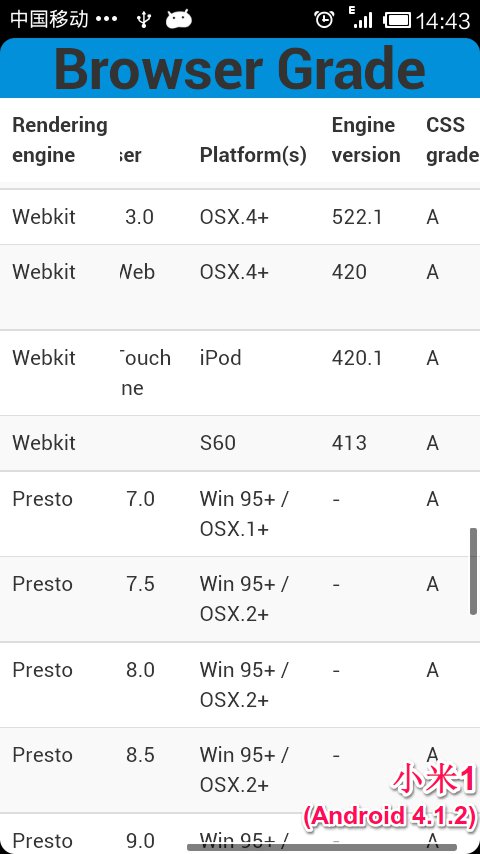 中国移动 ••• E 14:43
Browser Grade
Rendering Engine CSS
engine ser Platform(s) version grade
Webkit 3.0 OSX.4+ 522.1 A
Webkit Web OSX.4+ 420 A
Webkit Touch iPod 420.1 A
ne
Webkit S60 413 A
Presto 7.0 Win 95+ / - A
OSX.1+
Presto 7.5 Win 95+ / - A
OSX.2+
Presto 8.0 Win 95+ / - A
OSX.2+
Presto 8.5 Win 95+ / - A
OSX.2+
小米1
(Android 4.1.2)
Presto 9.0 Win 95+ / - A